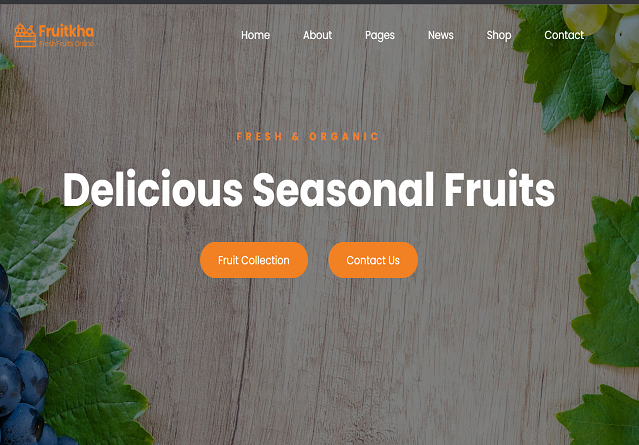 Fruitkha
Fresh Fruits Online
Home About Pages News Shop Contact
FRESH & ORGANIC
Delicious Seasonal Fruits
Fruit Collection Contact Us